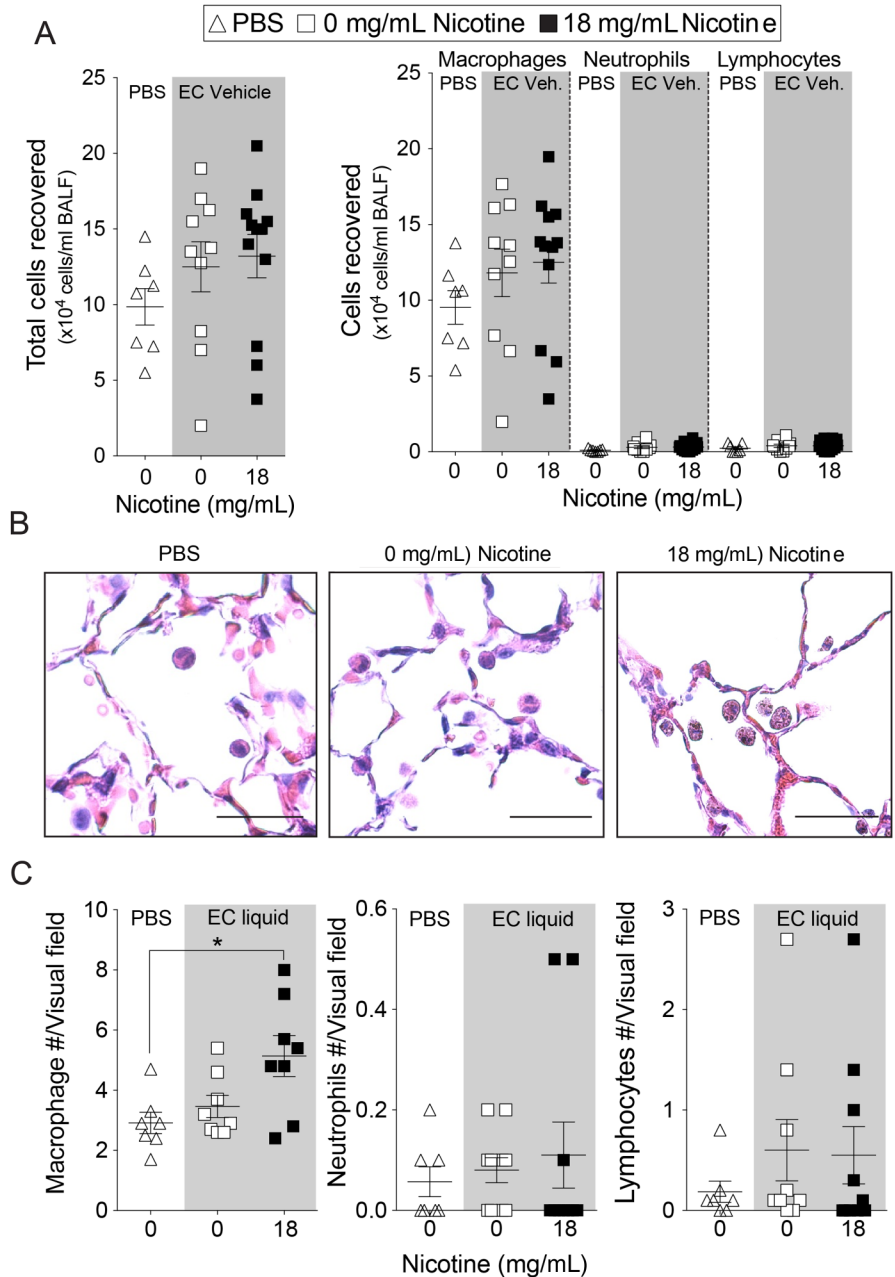 A
△ PBS □ 0 mg/mL Nicotine ■ 18 mg/mL Nicotine
Total cells recovered
(x10⁴ cells/ml BALF)
25
20
15
10
5
0
PBS EC Vehicle
0 0 18
Nicotine (mg/mL)
Cells recovered
(x10⁴ cells/ml BALF)
25
20
15
10
5
0
Macrophages Neutrophils Lymphocytes
PBS EC Veh. PBS EC Veh. PBS EC Veh.
0 0 18 0 0 18 0 0 18
Nicotine (mg/mL)
B
PBS 0 mg/mL) Nicotine 18 mg/mL) Nicotine
C
Macrophage #/Visual field
10
8
6
4
2
0
PBS EC liquid
*
0 0 18
Neutrophils #/Visual field
0.6
0.4
0.2
0.0
PBS EC liquid
0 0 18
Lymphocytes #/Visual field
3
2
1
0
PBS EC liquid
0 0 18
Nicotine (mg/mL)